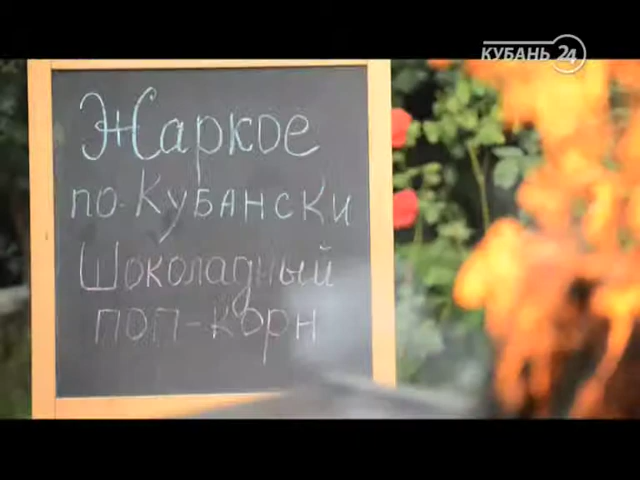 КУБАНЬ 24
Жаркое
по-Кубански
Шоколадный
поп-корн